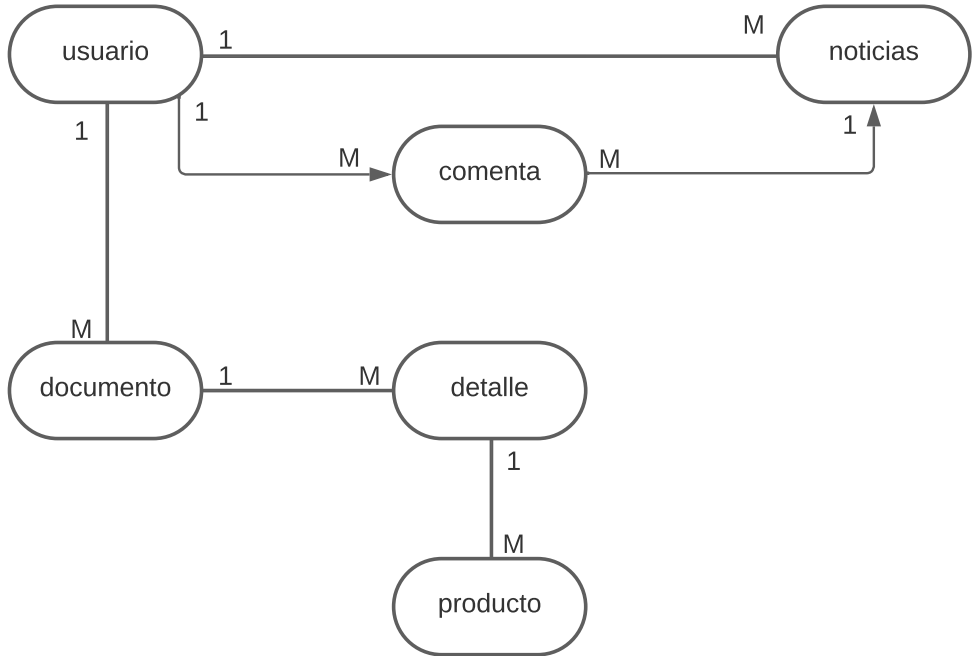 usuario
1
M
noticias
1
1
M
comenta
M
1
M
documento
1
M
detalle
1
M
producto